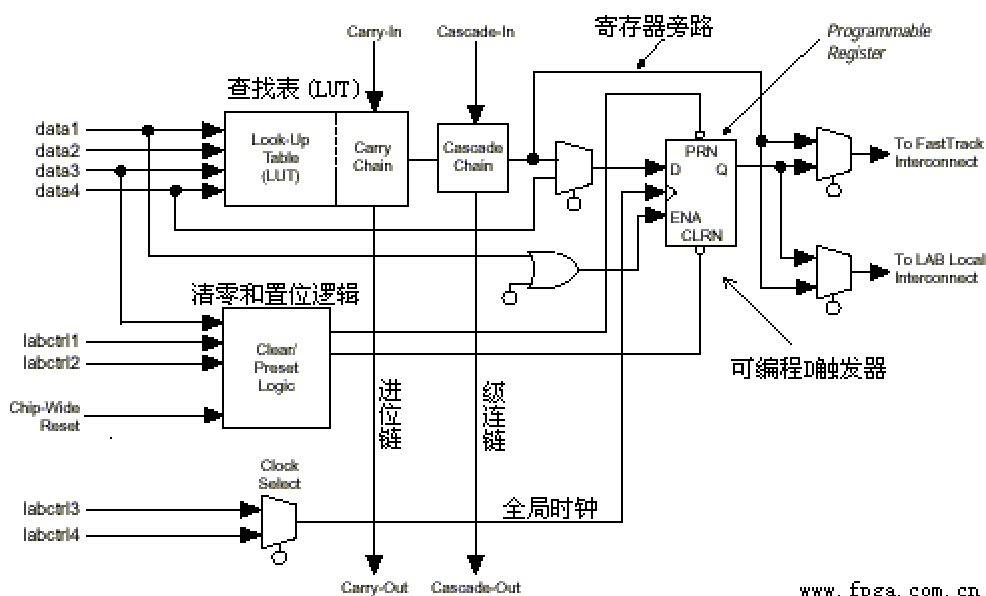 Carry-In
Cascade-In
寄存器旁路
Programmable
Register
查找表 (LUT)
data1
data2
data3
data4
Look-Up
Table
(LUT)
Carry
Chain
Cascade
Chain
PRN
D
Q
ENA
CLRN
To FastTrack
Interconnect
To LAB Local
Interconnect
清零和置位逻辑
labctrl1
labctrl2
Chip-Wide
Reset
Clear/
Preset
Logic
进位链
级连链
可编程D触发器
Clock
Select
labctrl3
labctrl4
全局时钟
Carry-Out
Cascade-Out
www.fpga.com.cn